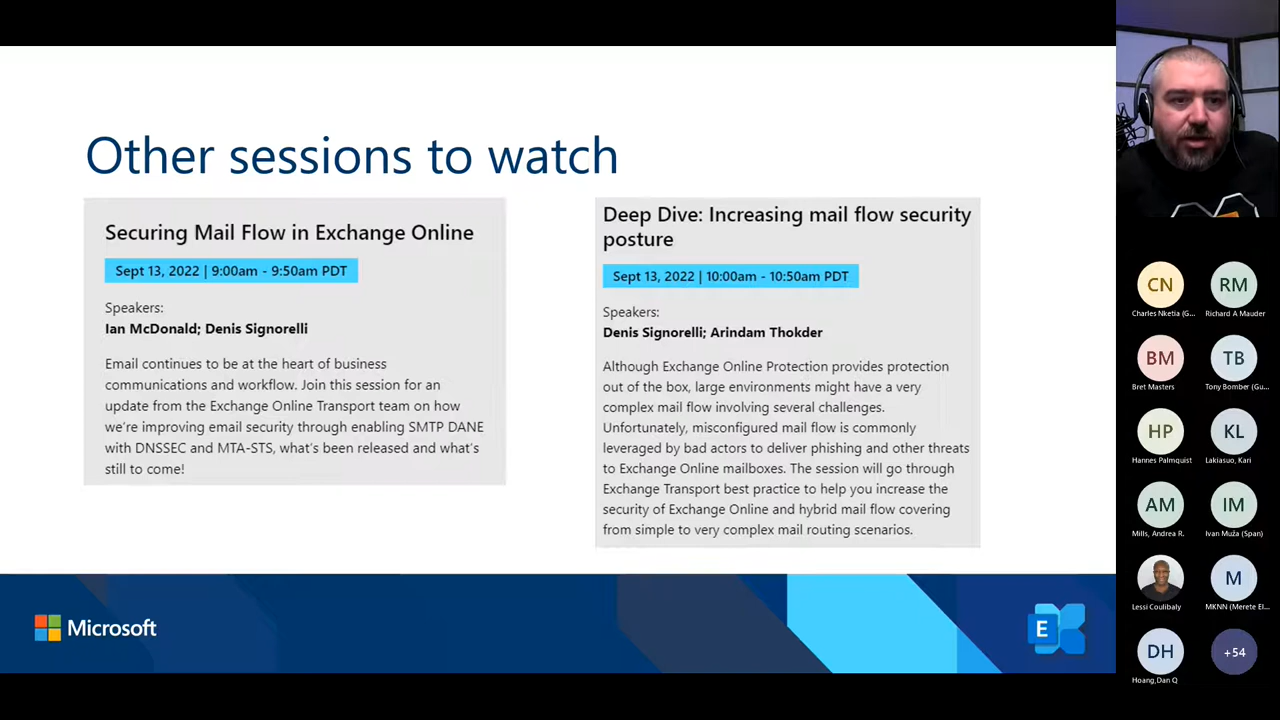 Other sessions to watch
Securing Mail Flow in Exchange Online
Sept 13, 2022 | 9:00am - 9:50am PDT
Speakers:
Ian McDonald; Denis Signorelli
Email continues to be at the heart of business
communications and workflow. Join this session for an
update from the Exchange Online Transport team on how
we're improving email security through enabling SMTP DANE
with DNSSEC and MTA-STS, what's been released and what's
still to come!
Deep Dive: Increasing mail flow security
posture
Sept 13, 2022 | 10:00am - 10:50am PDT
Speakers:
Denis Signorelli; Arindam Thokder
Although Exchange Online Protection provides protection
out of the box, large environments might have a very
complex mail flow involving several challenges.
Unfortunately, misconfigured mail flow is commonly
leveraged by bad actors to deliver phishing and other threats
to Exchange Online mailboxes. The session will go through
Exchange Transport best practice to help you increase the
security of Exchange Online and hybrid mail flow covering
from simple to very complex mail routing scenarios.
Microsoft
E
CN
Charles Nketia (G...
RM
Richard A Mauder
BM
Bret Masters
TB
Tony Bomber (Gu...
HP
Hannes Palmquist
KL
Lakiasuo, Kari
AM
Mills, Andrea R.
IM
Ivan Muža (Span)
Lessi Coulibaly
M
MKNN (Merete El...
DH
Hoang,Dan Q
+54